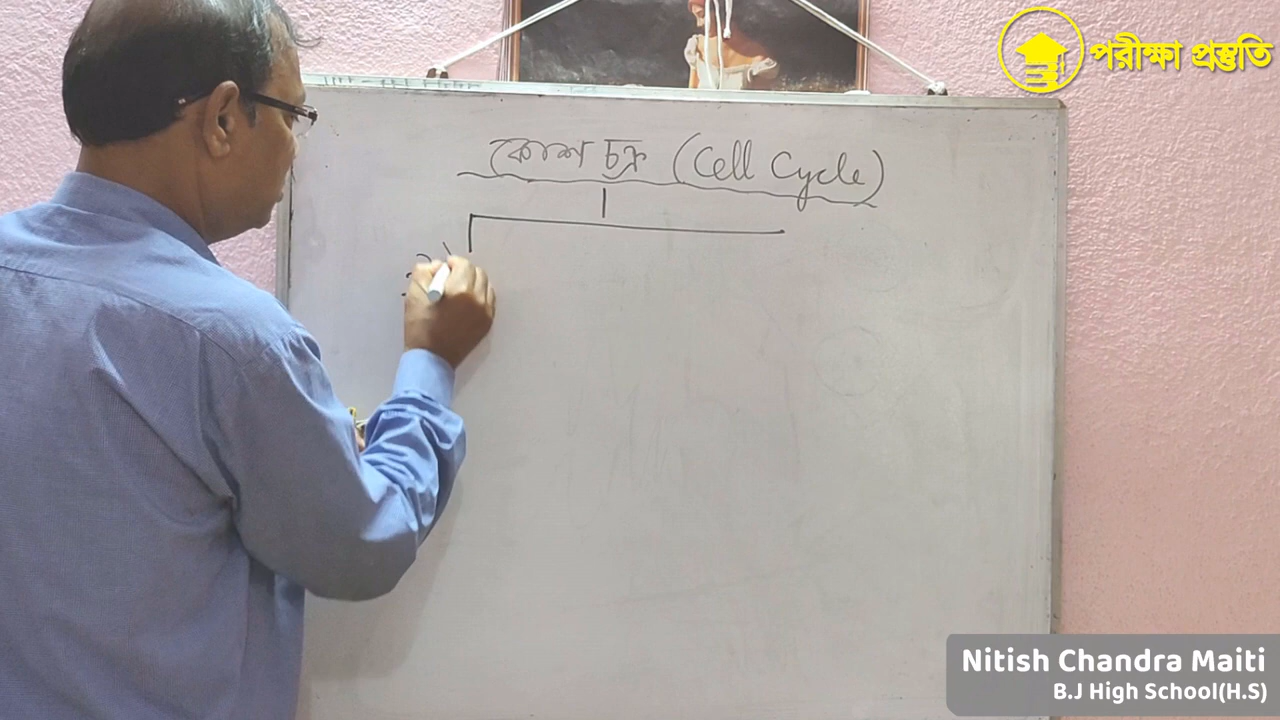 পরীক্ষা প্রস্তুতি
কোশ চক্র (Cell Cycle)
Nitish Chandra Maiti
B.J High School(H.S)